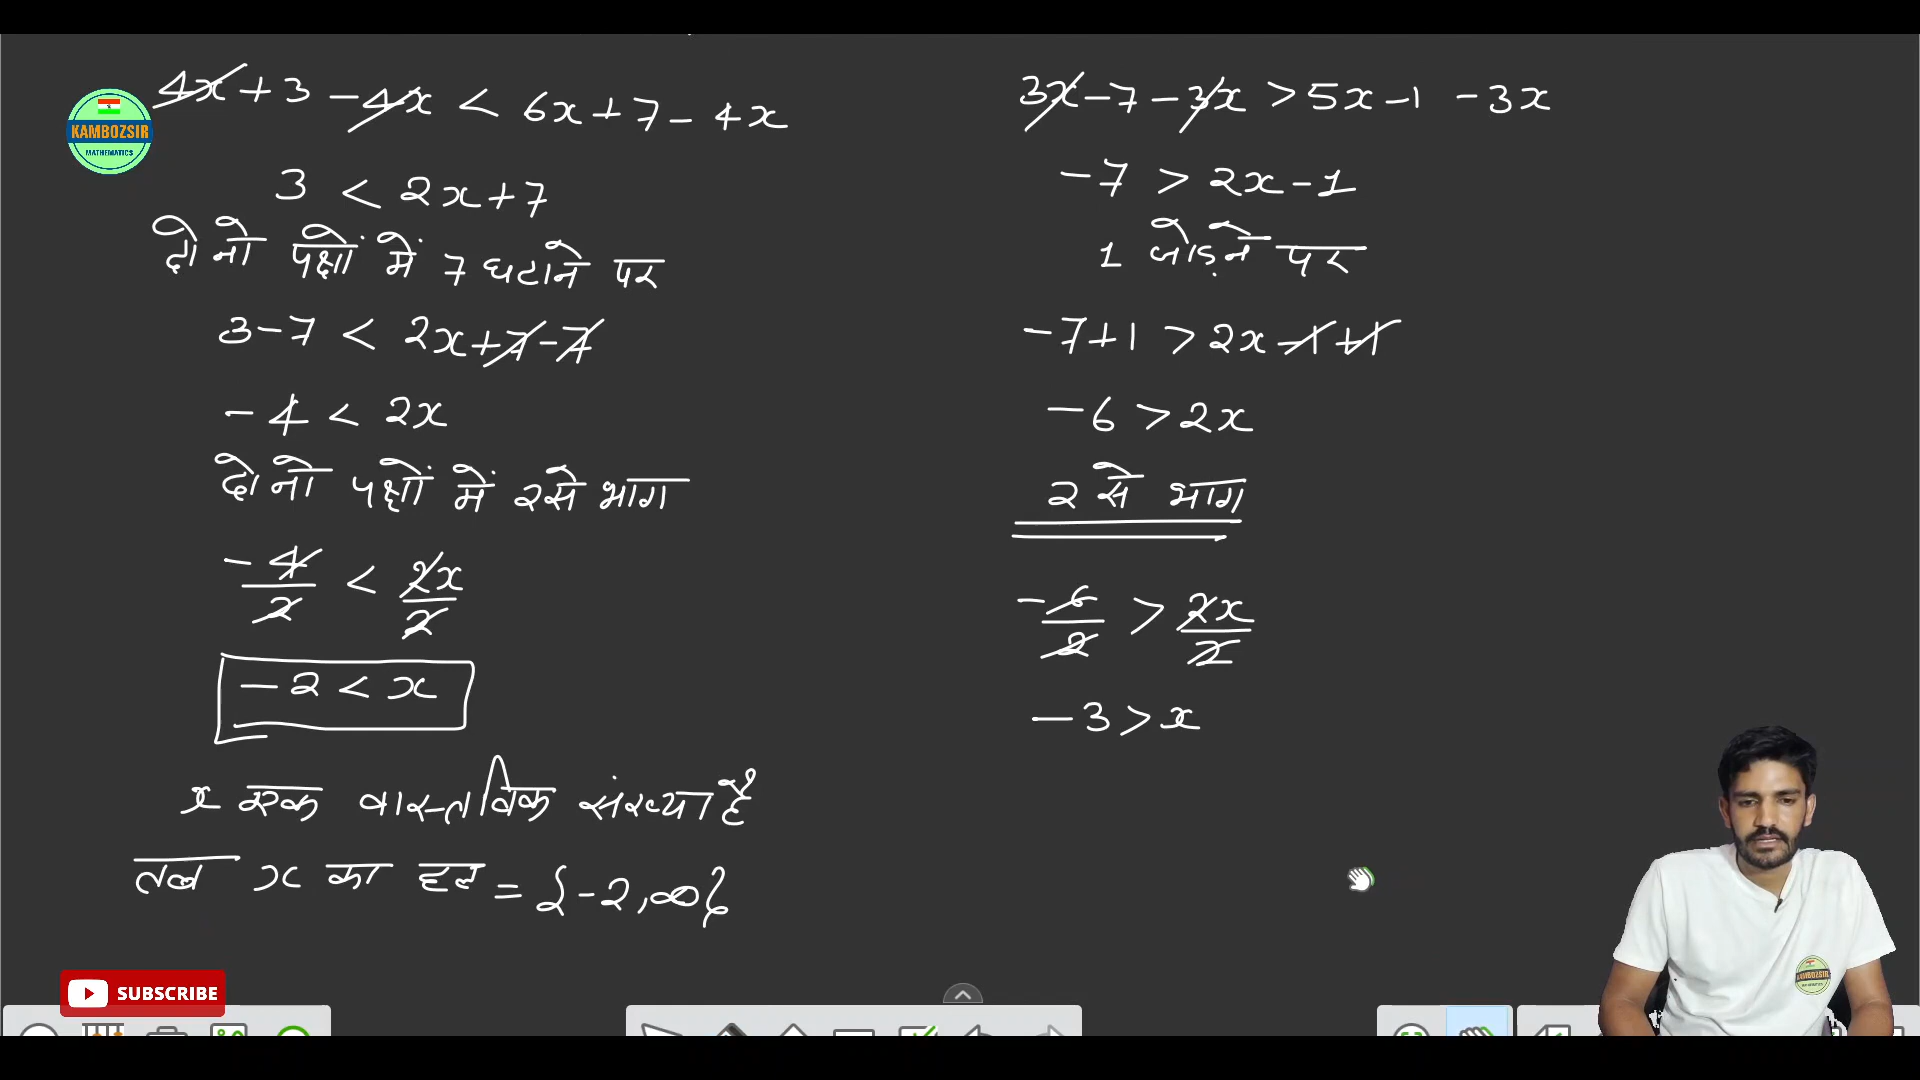 4x+3-4x < 6x+7-4x
3 < 2x+7
दोनो पक्षों में 7 घटाने पर
3-7 < 2x+7-7
-4 < 2x
दोनो पक्षों में 2से भाग
-4/2 < 2x/2
-2 < x
x एक वास्तविक संख्या है
तब x का हल = {-2,∞}
3x-7-3x > 5x-1 -3x
-7 > 2x-1
1 जोड़ने पर
-7+1 > 2x-1+1
-6 > 2x
2 से भाग
-6/2 > 2x/2
-3 > x
KAMBOZSIR
MATHEMATICS
SUBSCRIBE
KAMBOZSIR